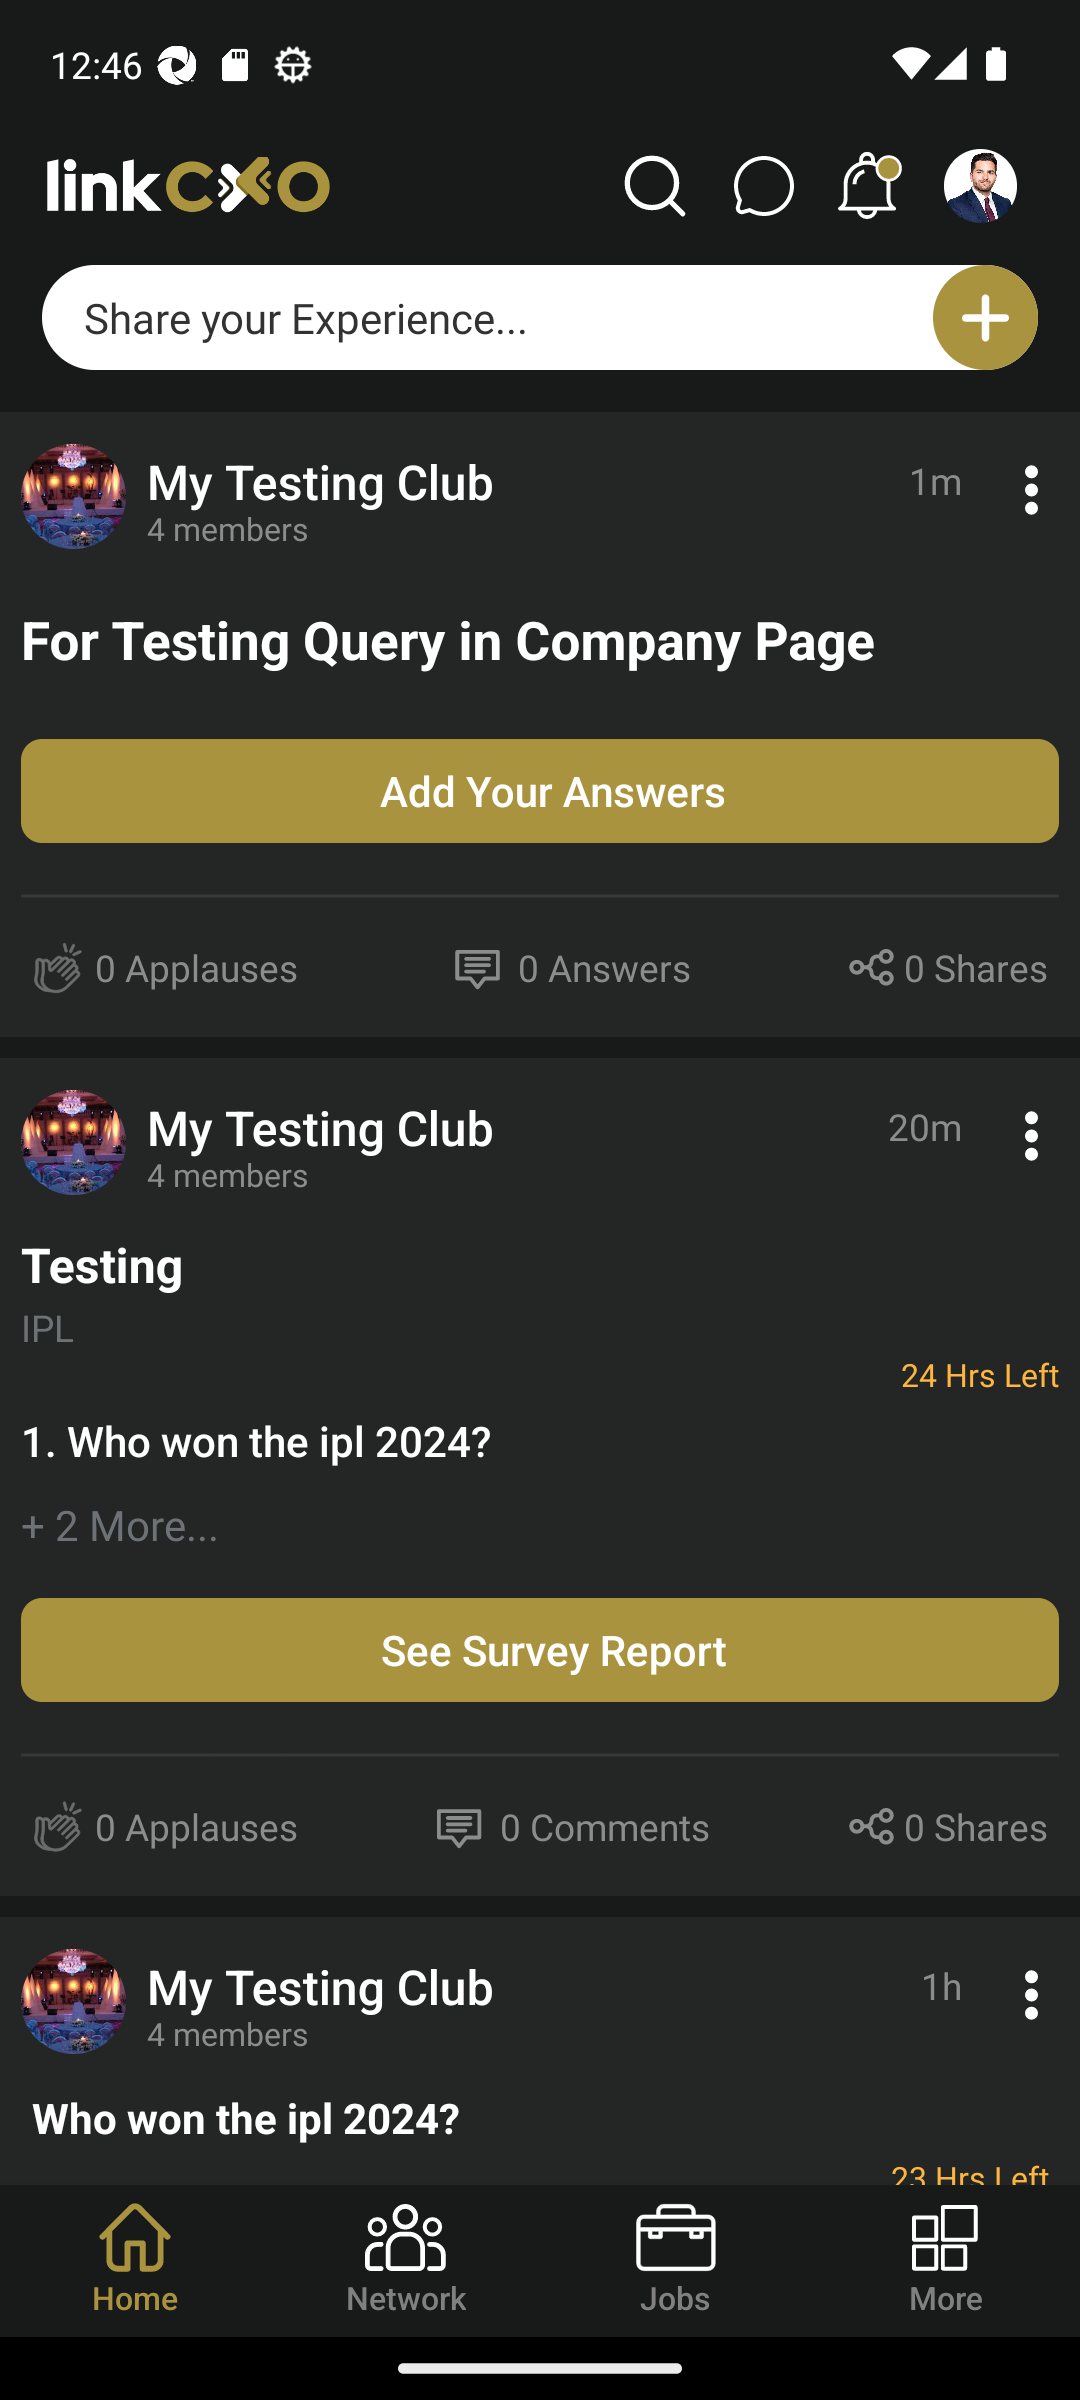 12:46
linkcxo
Share your Experience...
My Testing Club
1m
4 members
For Testing Query in Company Page
Add Your Answers
0 Applauses
0 Answers
0 Shares
My Testing Club
20m
4 members
Testing
IPL
24 Hrs Left
1. Who won the ipl 2024?
+ 2 More...
See Survey Report
0 Applauses
0 Comments
0 Shares
My Testing Club
1h
4 members
Who won the ipl 2024?
23 Hrs Left
Home
Network
Jobs
More